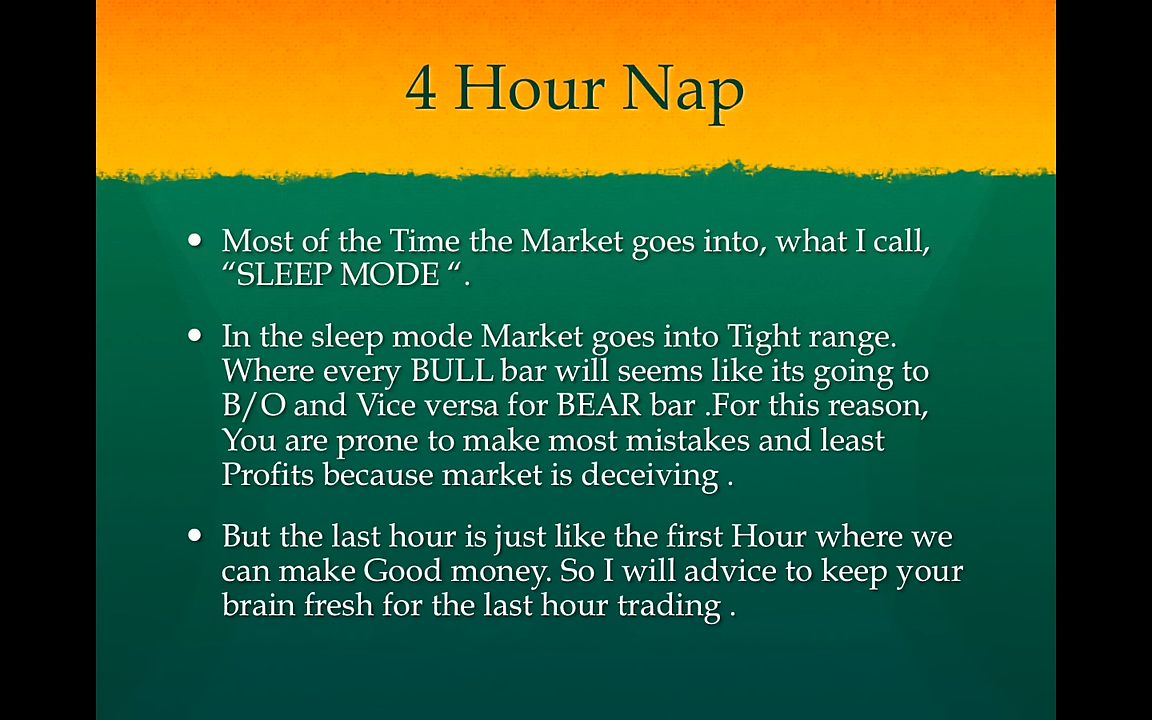 4 Hour Nap
Most of the Time the Market goes into, what I call,
“SLEEP MODE “.
In the sleep mode Market goes into Tight range.
Where every BULL bar will seems like its going to
B/O and Vice versa for BEAR bar .For this reason,
You are prone to make most mistakes and least
Profits because market is deceiving .
But the last hour is just like the first Hour where we
can make Good money. So I will advice to keep your
brain fresh for the last hour trading .